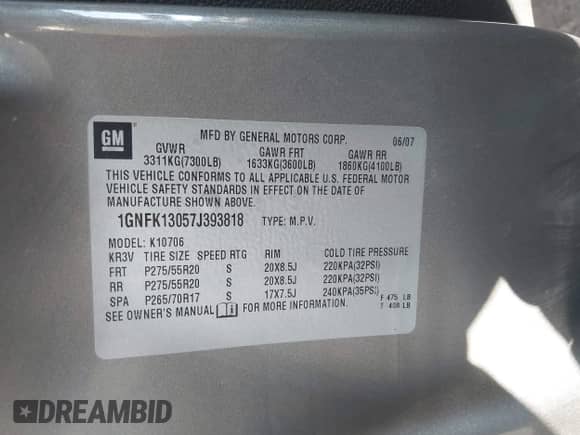 GM
MFD BY GENERAL MOTORS CORP. 06/07
GVWR GAWR FRT GAWR RR
3311KG(7300LB) 1633KG(3600LB) 1860KG(4100LB)
THIS VEHICLE CONFORMS TO ALL APPLICABLE U.S. FEDERAL MOTOR
VEHICLE SAFETY STANDARDS IN EFFECT ON THE DATE OF
MANUFACTURE SHOWN ABOVE.
1GNFK13057J393818 TYPE: M.P.V.
MODEL: K10706
KR3V TIRE SIZE SPEED RTG RIM COLD TIRE PRESSURE
FRT P275/55R20 S 20X8.5J 220KPA(32PSI)
RR P275/55R20 S 20X8.5J 220KPA(32PSI)
SPA P265/70R17 S 17X7.5J 240KPA(35PSI)
SEE OWNER'S MANUAL FOR MORE INFORMATION.
F 475 LB
T 408 LB
DREAMBID